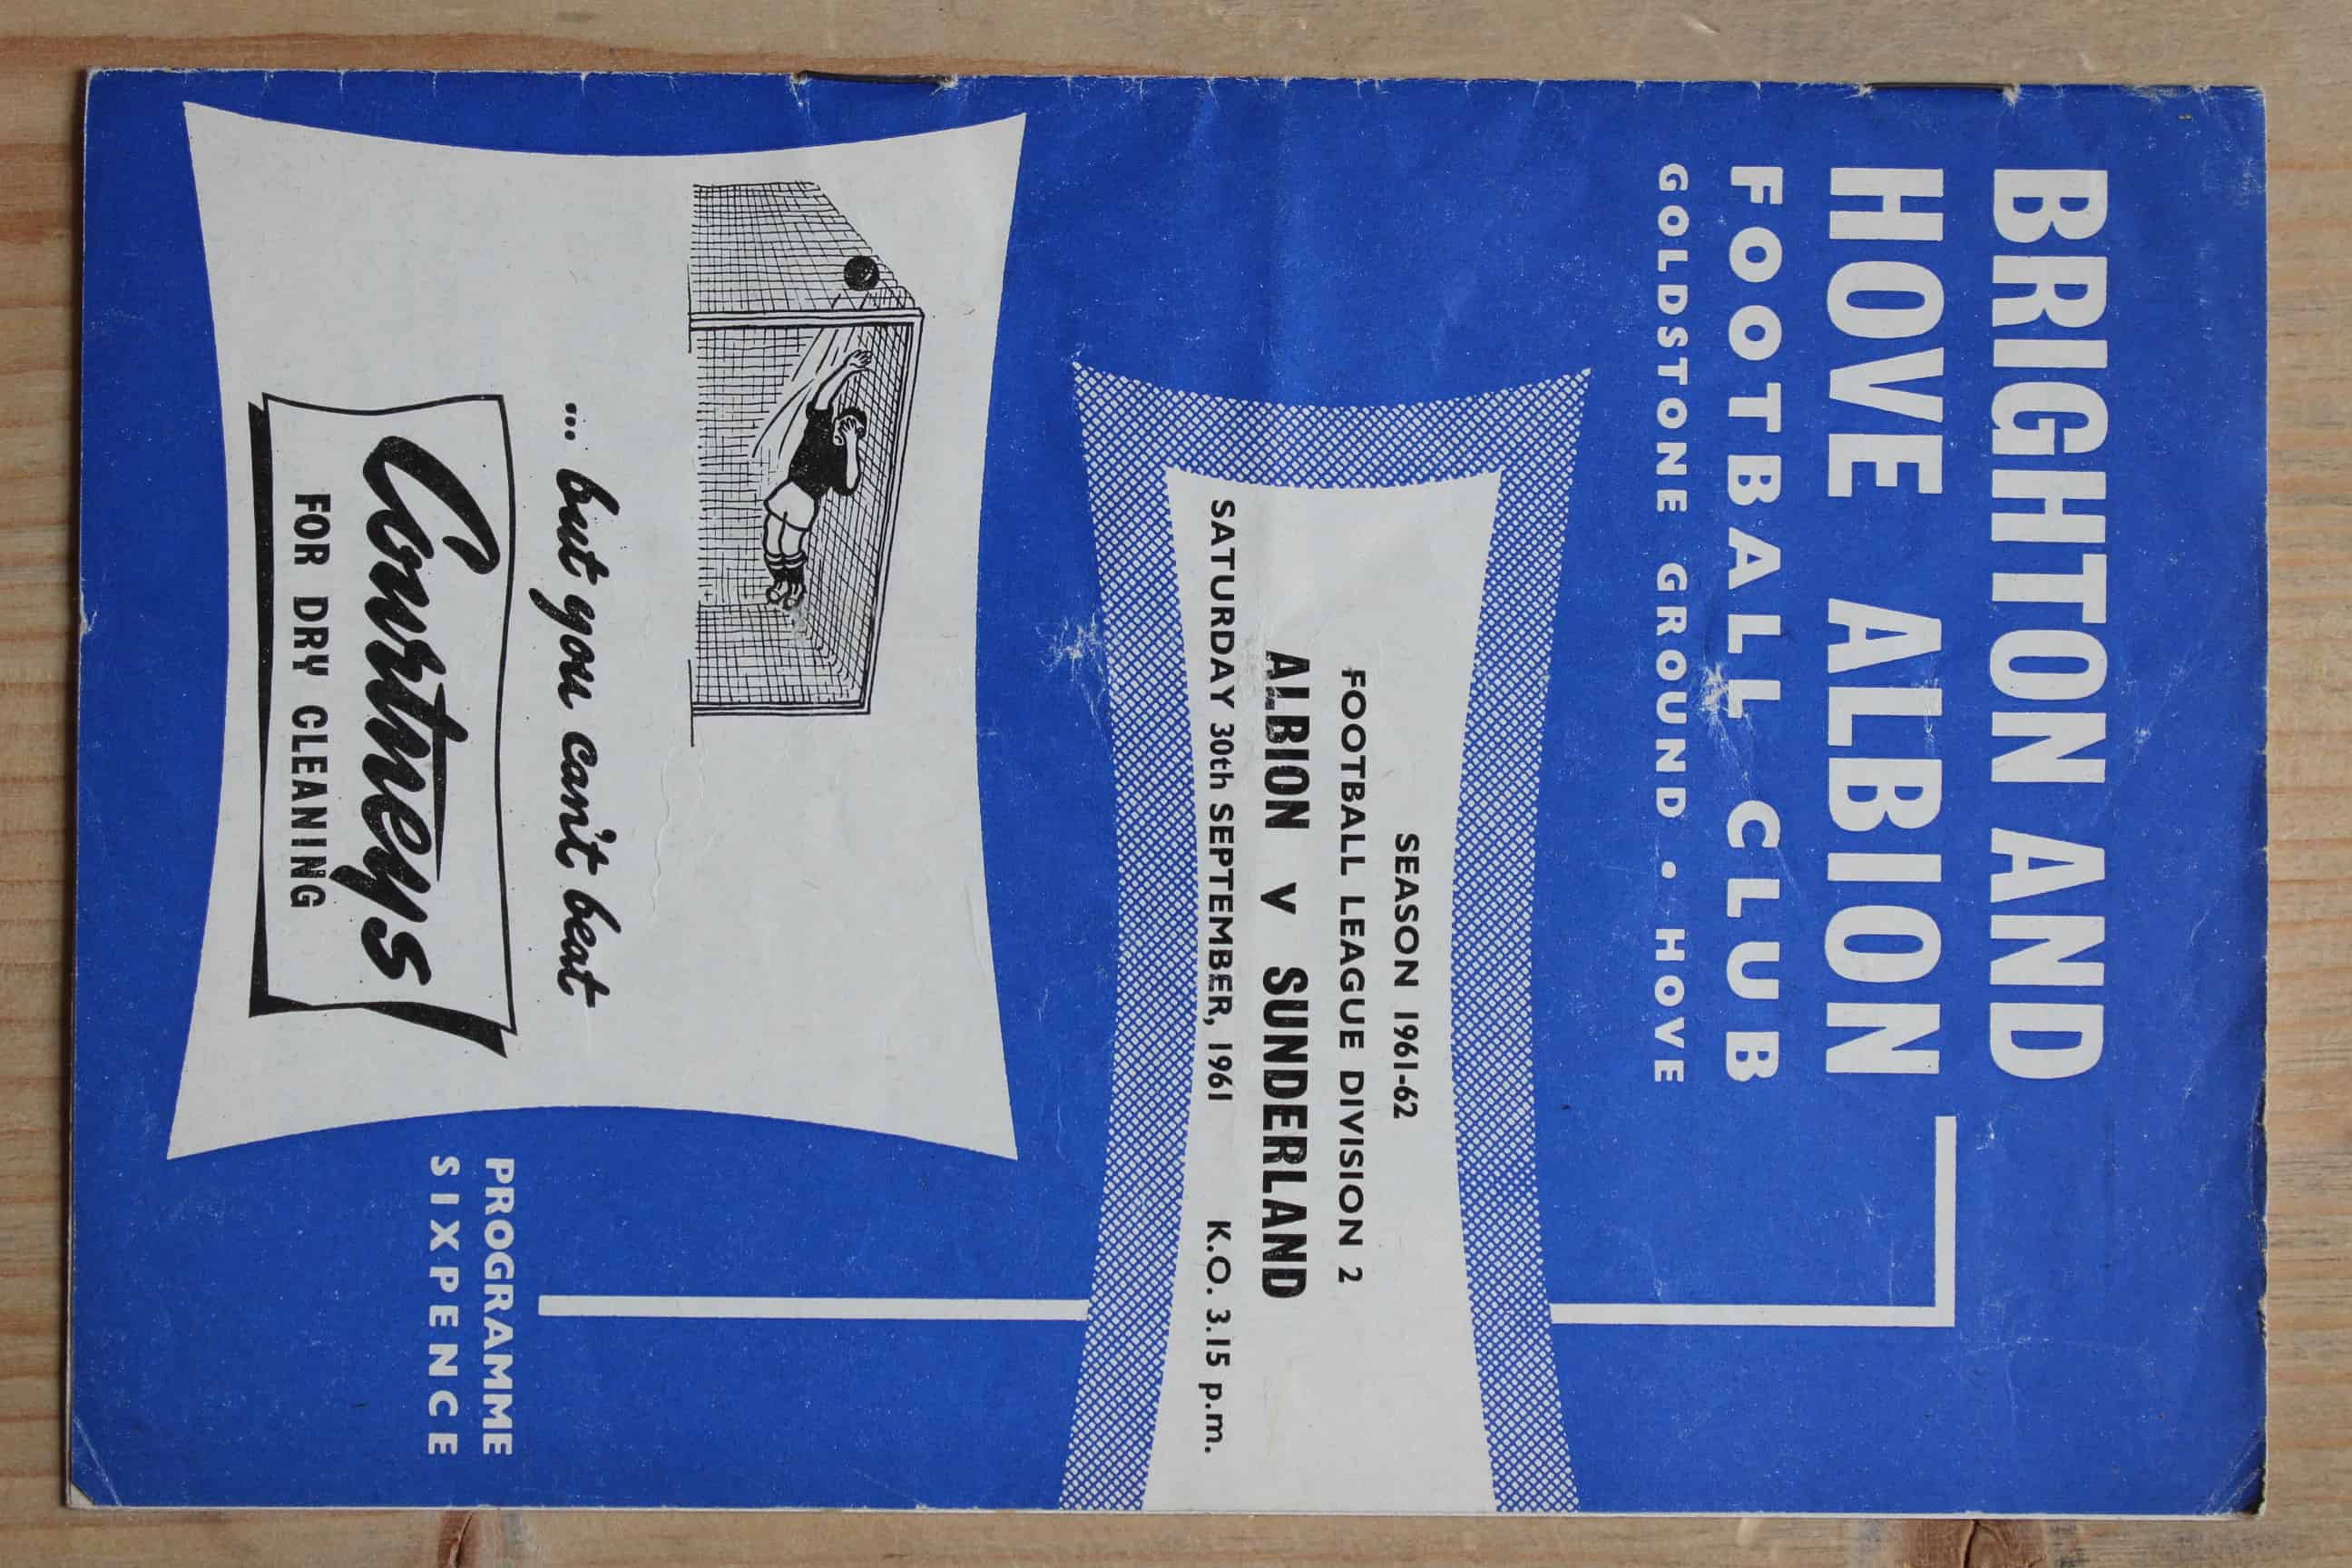 BRIGHTON AND
HOVE ALBION
FOOTBALL CLUB
GOLDSTONE GROUND • HOVE
SEASON 1961-62
FOOTBALL LEAGUE DIVISION 2
ALBION v SUNDERLAND
SATURDAY 30th SEPTEMBER, 1961 K.O. 3.15 p.m.
... but you can't beat
Courtneys
FOR DRY CLEANING
PROGRAMME
SIXPENCE